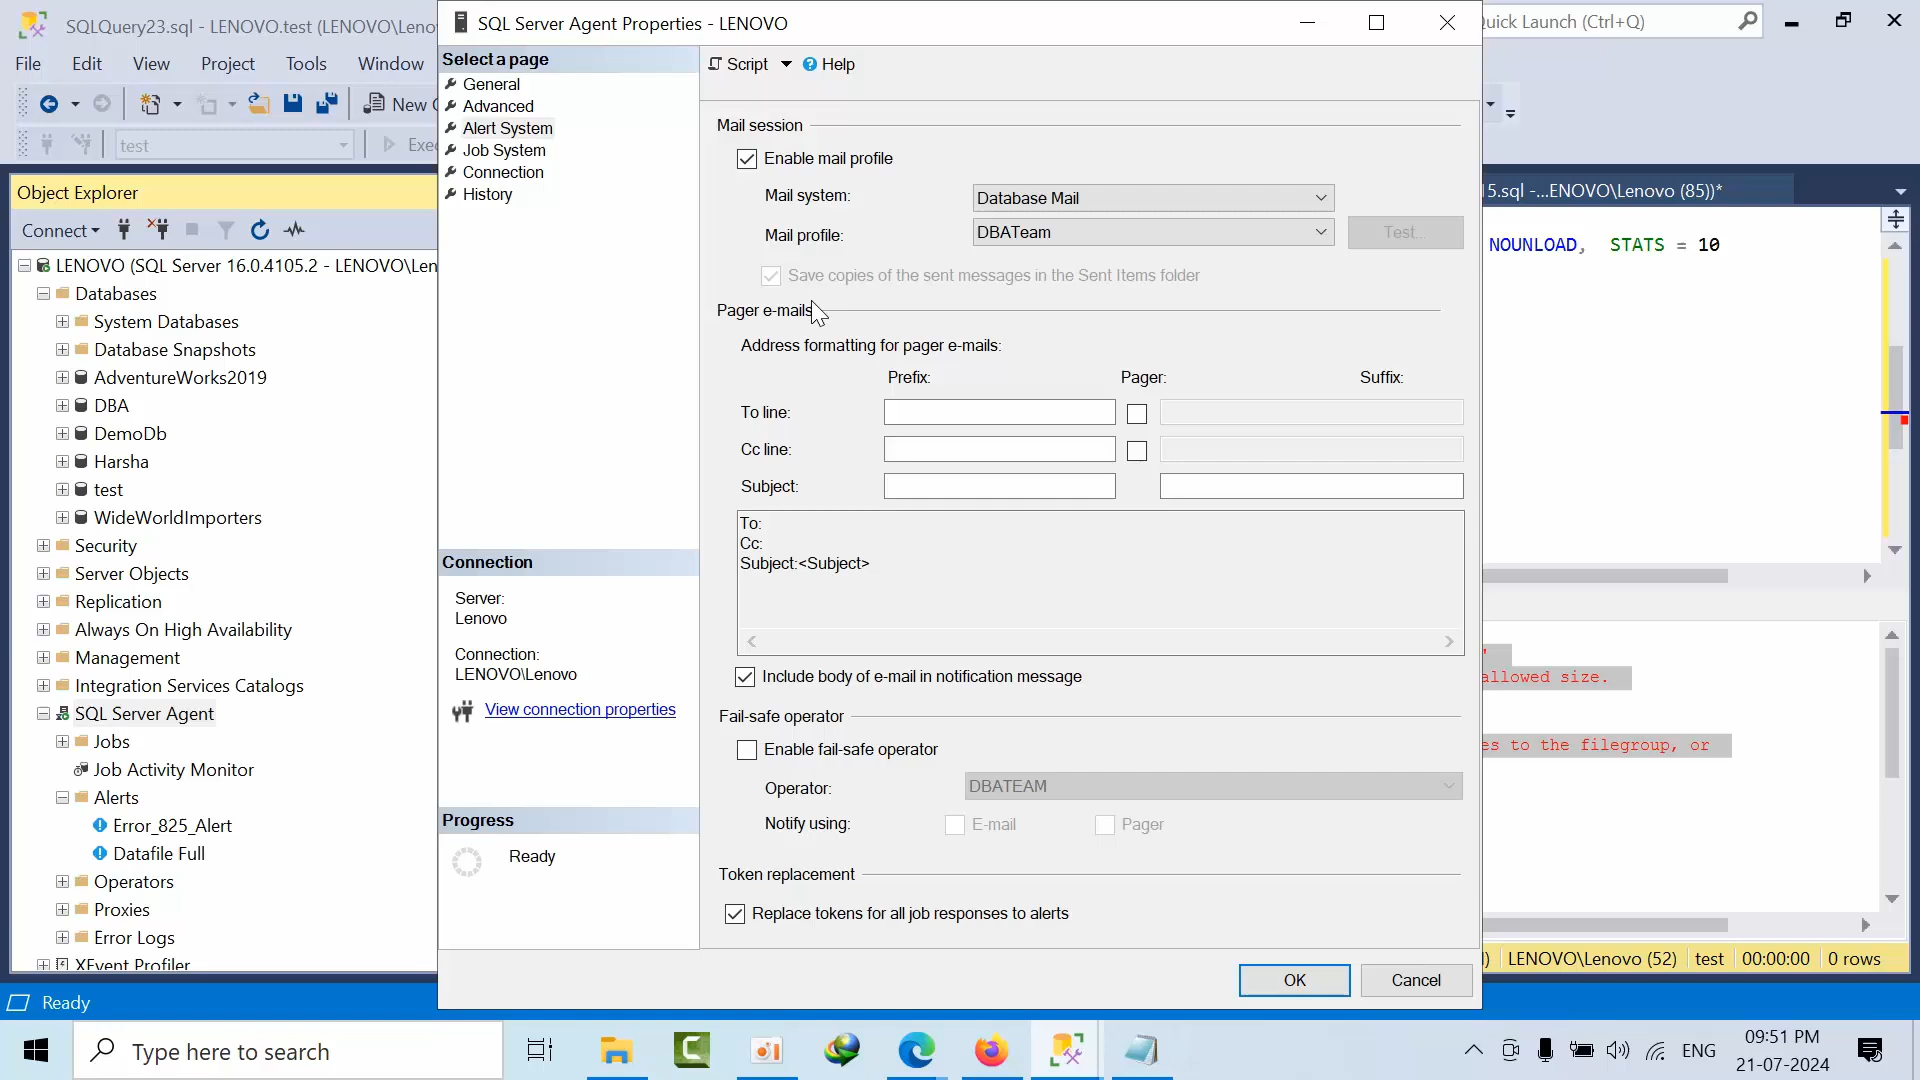 SQLQuery23.sql - LENOVO.test (LENOVO\Leno
Quick Launch (Ctrl+Q)
File Edit View Project Tools Window
New
test
Exec
Object Explorer
Connect
LENOVO (SQL Server 16.0.4105.2 - LENOVO\Len
Databases
System Databases
Database Snapshots
AdventureWorks2019
DBA
DemoDb
Harsha
test
WideWorldImporters
Security
Server Objects
Replication
Always On High Availability
Management
Integration Services Catalogs
SQL Server Agent
Jobs
Job Activity Monitor
Alerts
Error_825_Alert
Datafile Full
Operators
Proxies
Error Logs
XEvent Profiler
Ready
SQL Server Agent Properties - LENOVO
Select a page
General
Advanced
Alert System
Job System
Connection
History
Connection
Server:
Lenovo
Connection:
LENOVO\Lenovo
View connection properties
Progress
Ready
Script Help
Mail session
Enable mail profile
Mail system: Database Mail
Mail profile: DBATeam Test...
Save copies of the sent messages in the Sent Items folder
Pager e-mails
Address formatting for pager e-mails:
Prefix: Pager: Suffix:
To line:
Cc line:
Subject:
To:
Cc:
Subject:<Subject>
Include body of e-mail in notification message
Fail-safe operator
Enable fail-safe operator
Operator: DBATEAM
Notify using: E-mail Pager
Token replacement
Replace tokens for all job responses to alerts
OK Cancel
15.sql -...ENOVO\Lenovo (85))*
NOUNLOAD, STATS = 10
allowed size.
es to the filegroup, or
LENOVO\Lenovo (52) test 00:00:00 0 rows
Type here to search
ENG
09:51 PM
21-07-2024